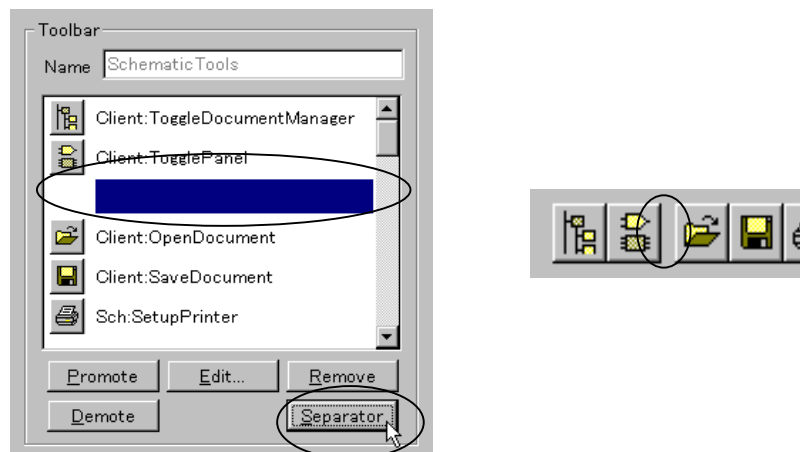 Toolbar
Name SchematicTools
Client:ToggleDocumentManager
Client:TogglePanel
Client:OpenDocument
Client:SaveDocument
Sch:SetupPrinter
Promote Edit... Remove
Demote Separator